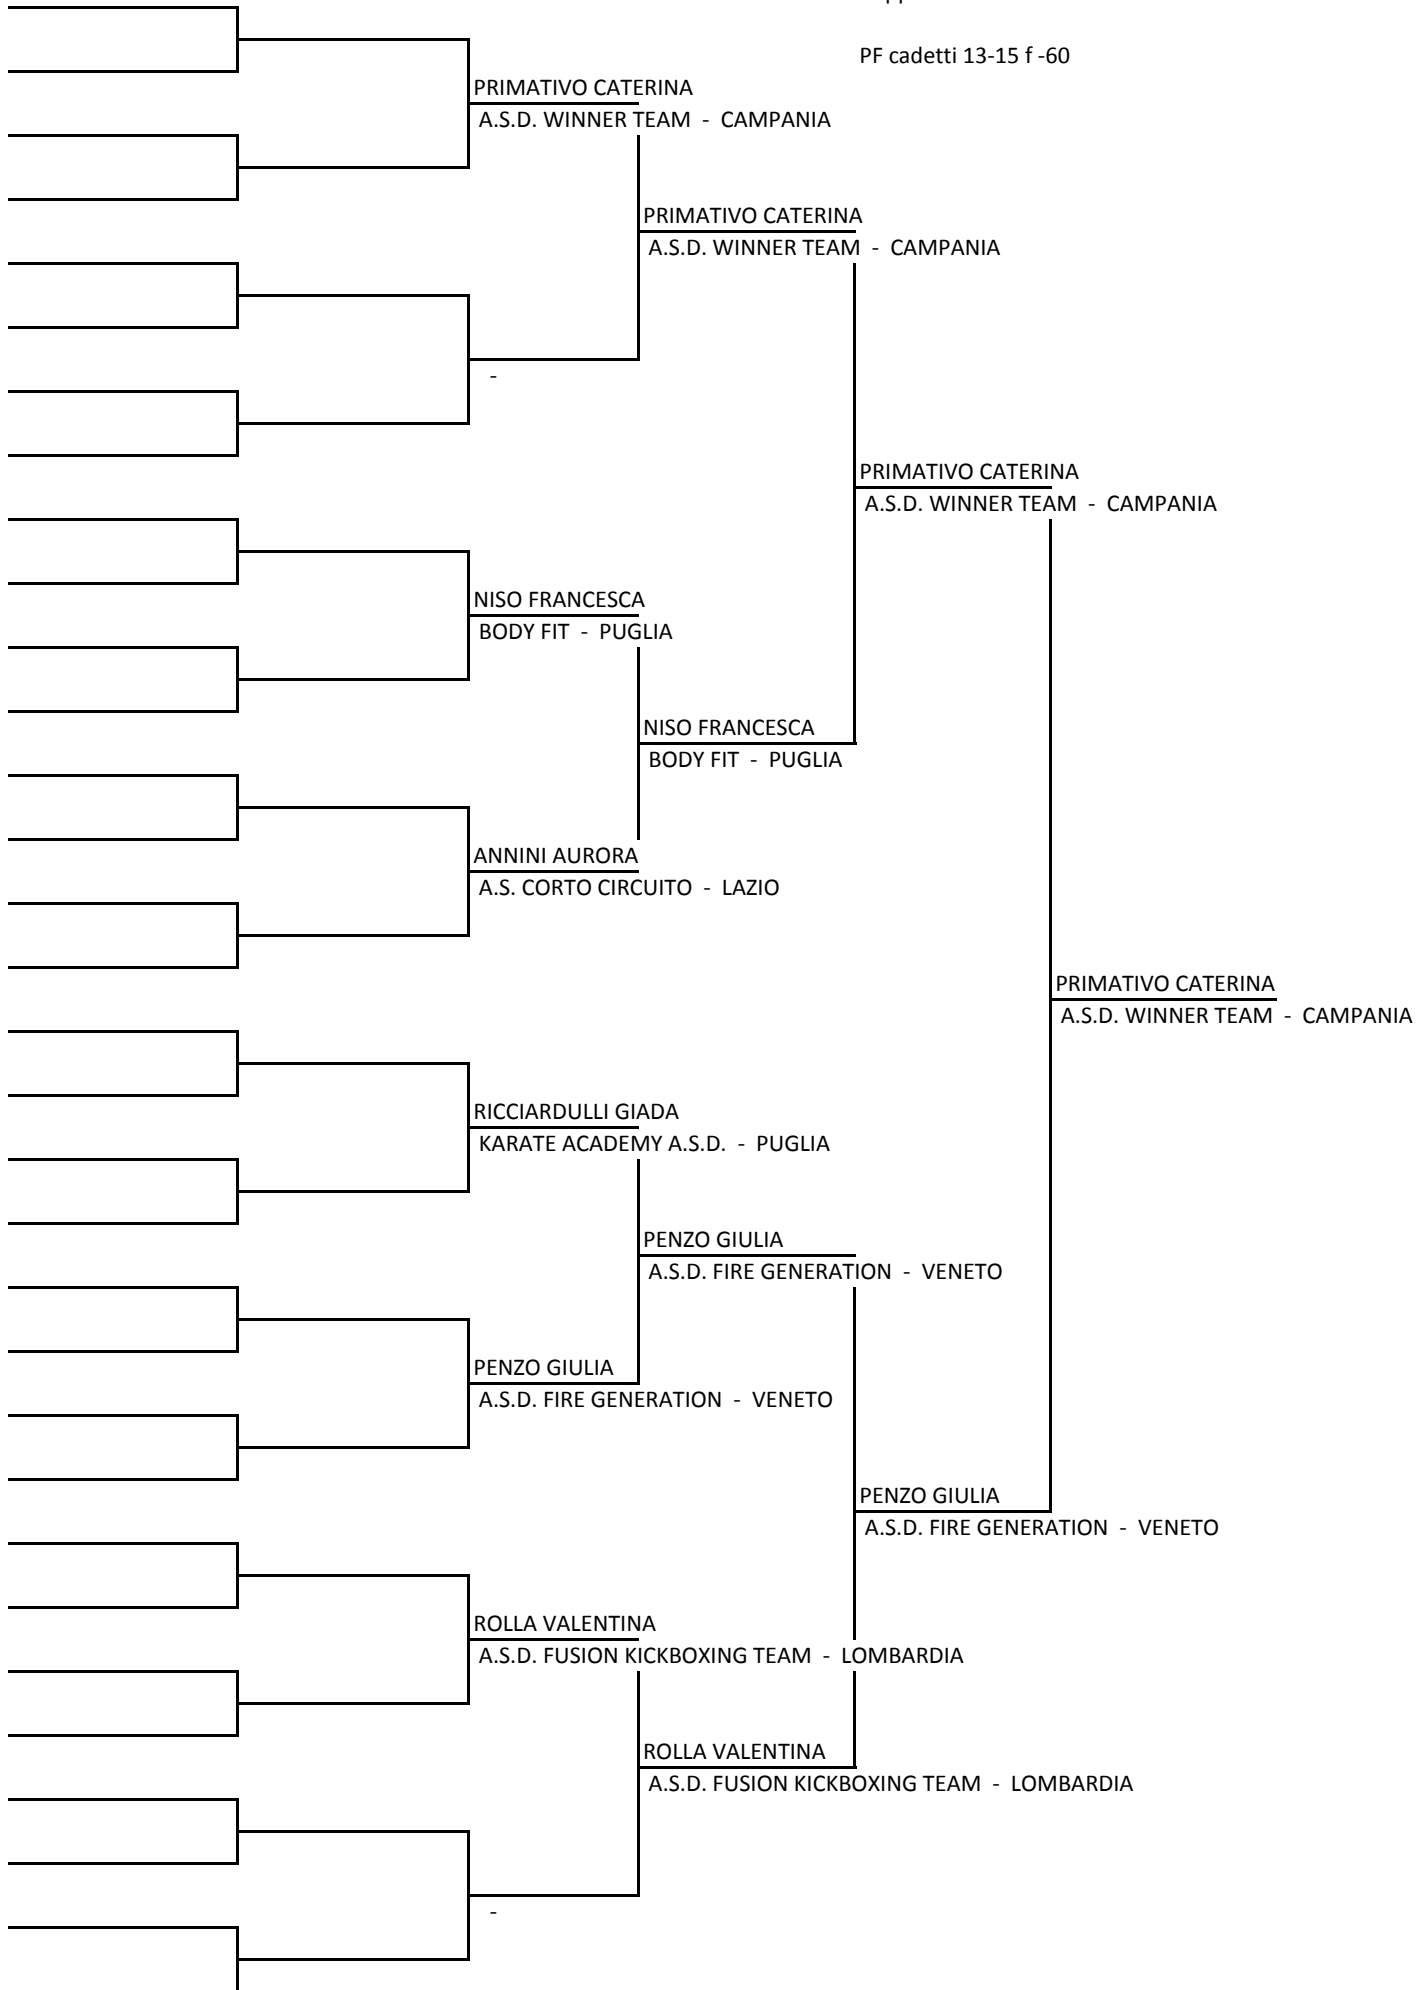 PF cadetti 13-15 f -60
PRIMATIVO CATERINA
A.S.D. WINNER TEAM - CAMPANIA
PRIMATIVO CATERINA
A.S.D. WINNER TEAM - CAMPANIA
-
PRIMATIVO CATERINA
A.S.D. WINNER TEAM - CAMPANIA
NISO FRANCESCA
BODY FIT - PUGLIA
NISO FRANCESCA
BODY FIT - PUGLIA
ANNINI AURORA
A.S. CORTO CIRCUITO - LAZIO
PRIMATIVO CATERINA
A.S.D. WINNER TEAM - CAMPANIA
RICCIARDULLI GIADA
KARATE ACADEMY A.S.D. - PUGLIA
PENZO GIULIA
A.S.D. FIRE GENERATION - VENETO
PENZO GIULIA
A.S.D. FIRE GENERATION - VENETO
PENZO GIULIA
A.S.D. FIRE GENERATION - VENETO
ROLLA VALENTINA
A.S.D. FUSION KICKBOXING TEAM - LOMBARDIA
ROLLA VALENTINA
A.S.D. FUSION KICKBOXING TEAM - LOMBARDIA
-